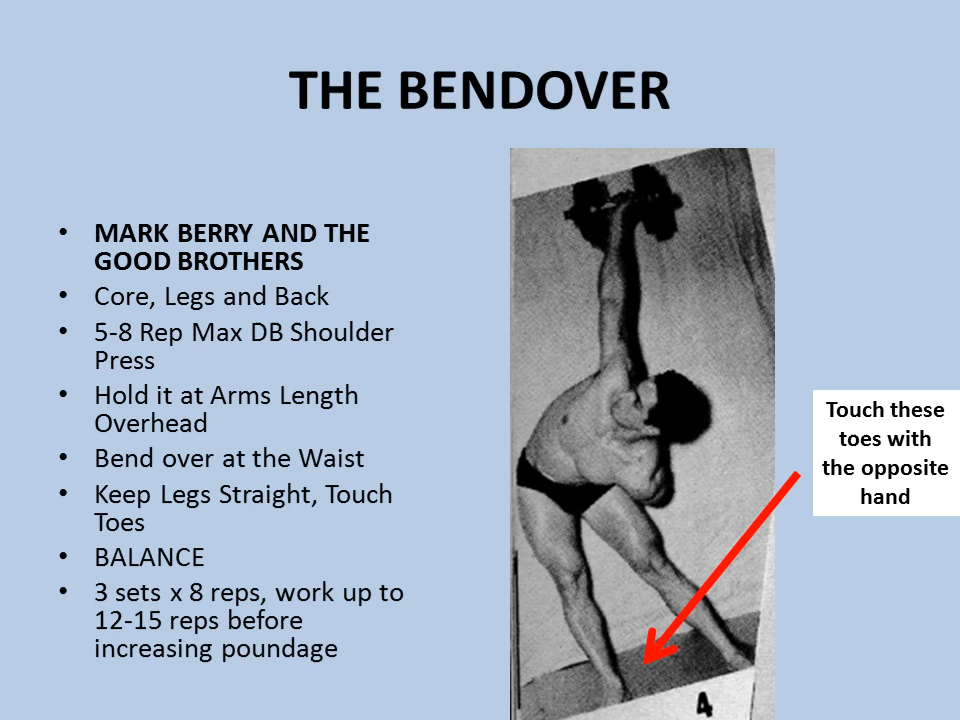 THE BENDOVER
• MARK BERRY AND THE
GOOD BROTHERS
• Core, Legs and Back
• 5-8 Rep Max DB Shoulder
Press
• Hold it at Arms Length
Overhead
• Bend over at the Waist
• Keep Legs Straight, Touch
Toes
• BALANCE
• 3 sets x 8 reps, work up to
12-15 reps before
increasing poundage
Touch these
toes with
the opposite
hand
4